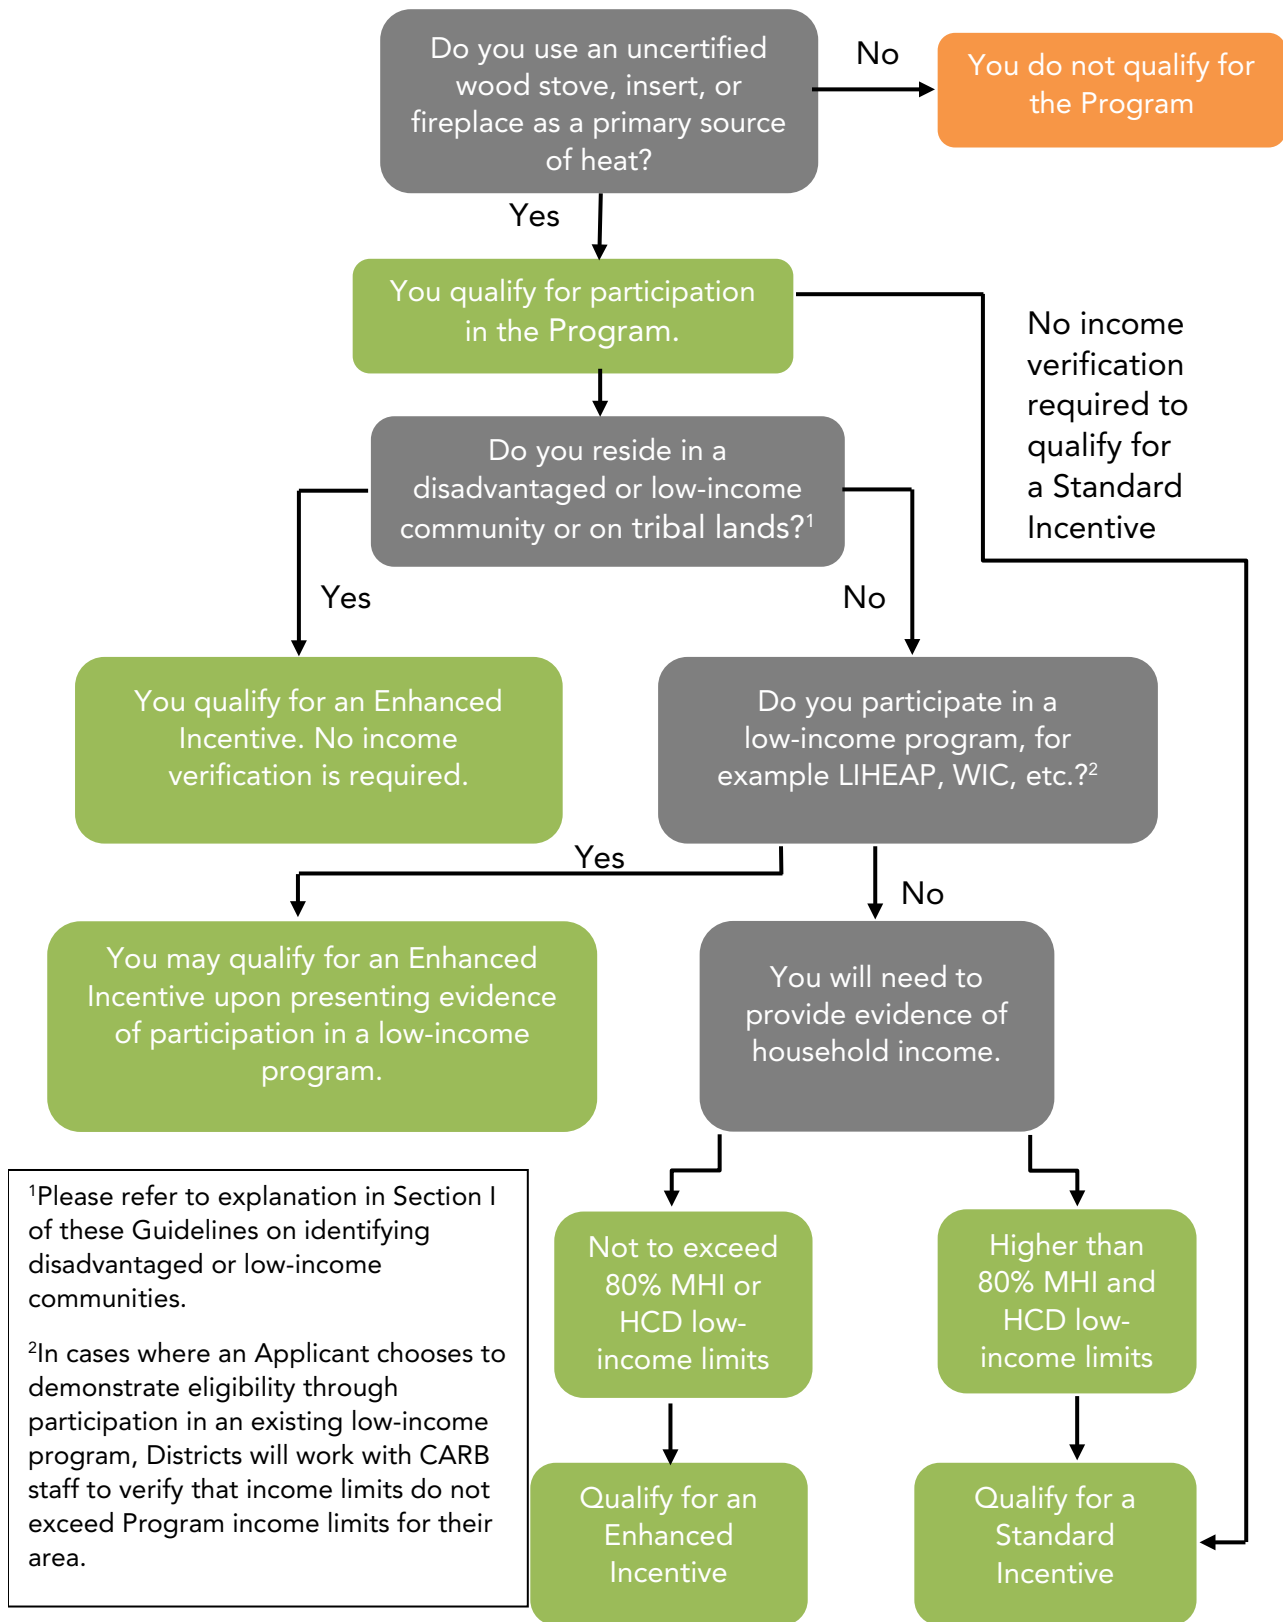 Do you use an uncertified
wood stove, insert, or
fireplace as a primary source
of heat?
No
You do not qualify for
the Program
Yes
You qualify for participation
in the Program.
No income
verification
required to
qualify for
a Standard
Incentive
Do you reside in a
disadvantaged or low-income
community or on tribal lands?¹
Yes
No
You qualify for an Enhanced
Incentive. No income
verification is required.
Do you participate in a
low-income program, for
example LIHEAP, WIC, etc.?²
Yes
No
You may qualify for an Enhanced
Incentive upon presenting evidence
of participation in a low-income
program.
You will need to
provide evidence of
household income.
¹Please refer to explanation in Section I
of these Guidelines on identifying
disadvantaged or low-income
communities.
²In cases where an Applicant chooses to
demonstrate eligibility through
participation in an existing low-income
program, Districts will work with CARB
staff to verify that income limits do not
exceed Program income limits for their
area.
Not to exceed
80% MHI or
HCD low-
income limits
Higher than
80% MHI and
HCD low-
income limits
Qualify for an
Enhanced
Incentive
Qualify for a
Standard
Incentive